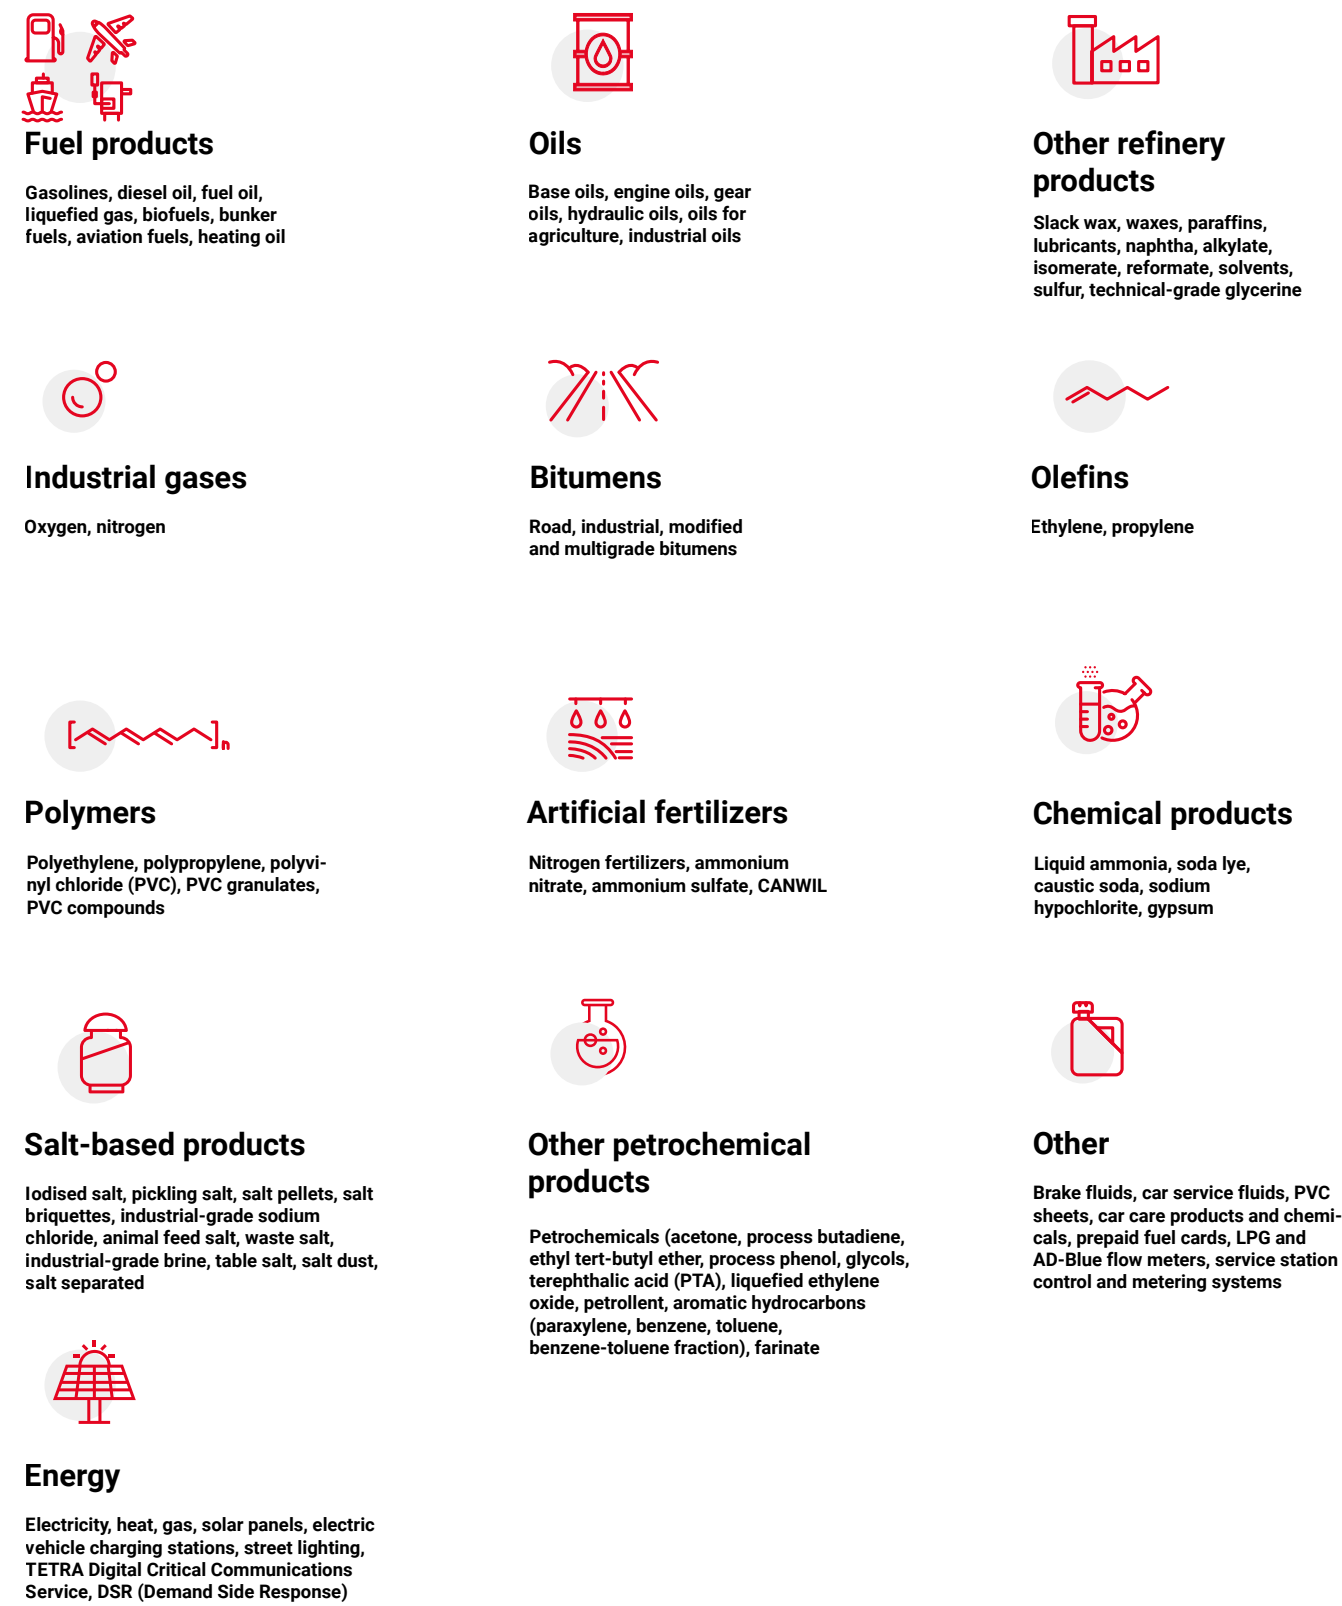 Fuel products
Gasolines, diesel oil, fuel oil,
liquefied gas, biofuels, bunker
fuels, aviation fuels, heating oil
Oils
Base oils, engine oils, gear
oils, hydraulic oils, oils for
agriculture, industrial oils
Other refinery
products
Slack wax, waxes, paraffins,
lubricants, naphtha, alkylate,
isomerate, reformate, solvents,
sulfur, technical-grade glycerine
Industrial gases
Oxygen, nitrogen
Bitumens
Road, industrial, modified
and multigrade bitumens
Olefins
Ethylene, propylene
n
Polymers
Polyethylene, polypropylene, polyvi-
nyl chloride (PVC), PVC granulates,
PVC compounds
Artificial fertilizers
Nitrogen fertilizers, ammonium
nitrate, ammonium sulfate, CANWIL
Chemical products
Liquid ammonia, soda lye,
caustic soda, sodium
hypochlorite, gypsum
Salt-based products
Iodised salt, pickling salt, salt pellets, salt
briquettes, industrial-grade sodium
chloride, animal feed salt, waste salt,
industrial-grade brine, table salt, salt dust,
salt separated
Other petrochemical
products
Petrochemicals (acetone, process butadiene,
ethyl tert-butyl ether, process phenol, glycols,
terephthalic acid (PTA), liquefied ethylene
oxide, petrollent, aromatic hydrocarbons
(paraxylene, benzene, toluene,
benzene-toluene fraction), farinate
Other
Brake fluids, car service fluids, PVC
sheets, car care products and chemi-
cals, prepaid fuel cards, LPG and
AD-Blue flow meters, service station
control and metering systems
Energy
Electricity, heat, gas, solar panels, electric
vehicle charging stations, street lighting,
TETRA Digital Critical Communications
Service, DSR (Demand Side Response)